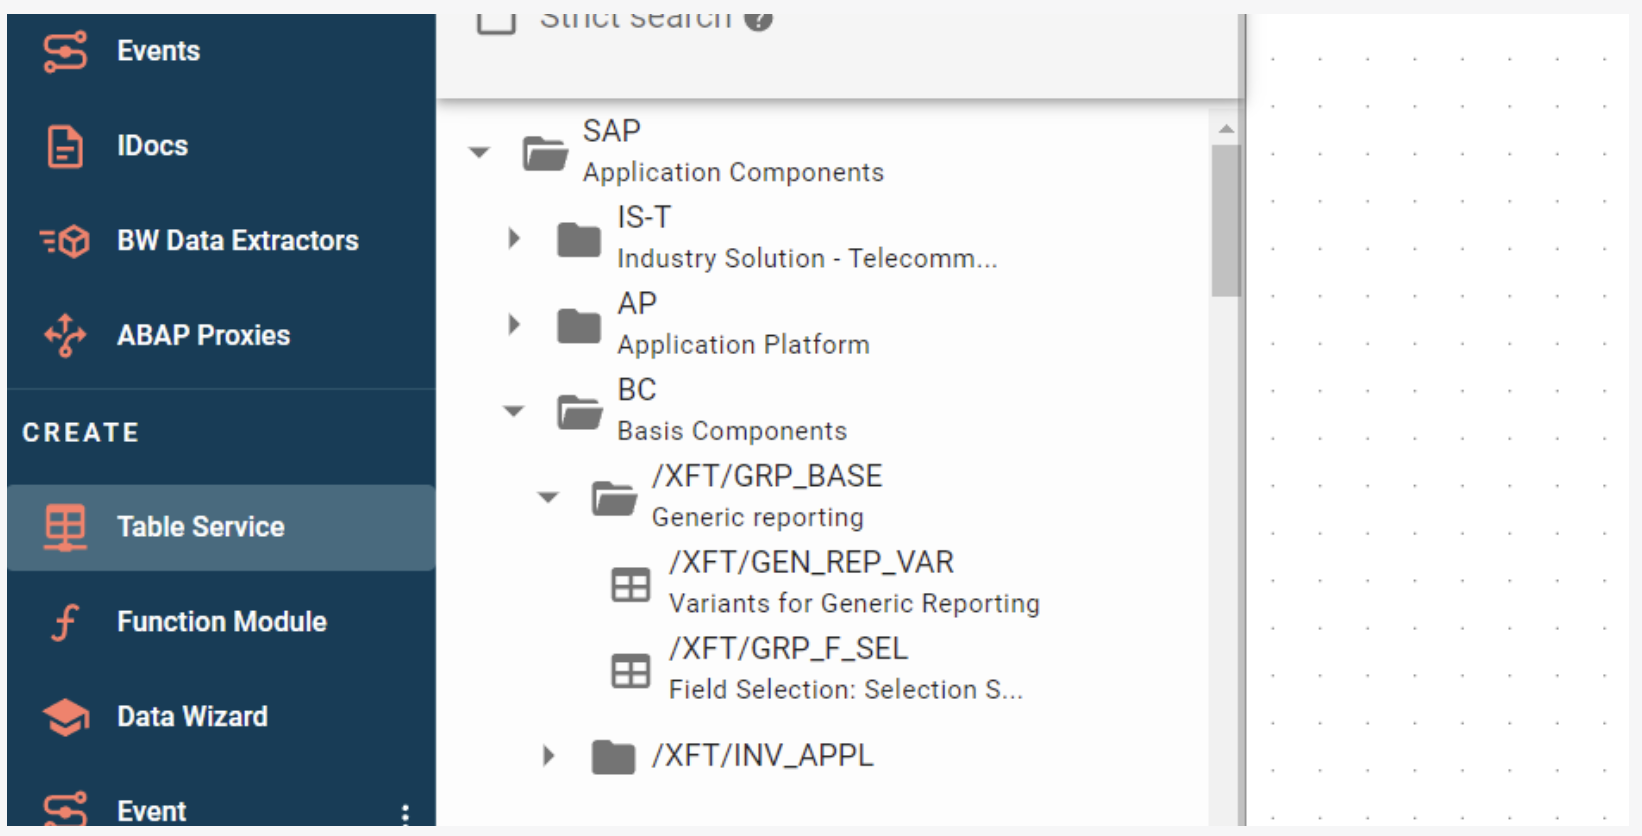 Events
IDocs
BW Data Extractors
ABAP Proxies
CREATE
Table Service
Function Module
Data Wizard
Event
Strict search
SAP
Application Components
IS-T
Industry Solution - Telecomm...
AP
Application Platform
BC
Basis Components
/XFT/GRP_BASE
Generic reporting
/XFT/GEN_REP_VAR
Variants for Generic Reporting
/XFT/GRP_F_SEL
Field Selection: Selection S...
/XFT/INV_APPL